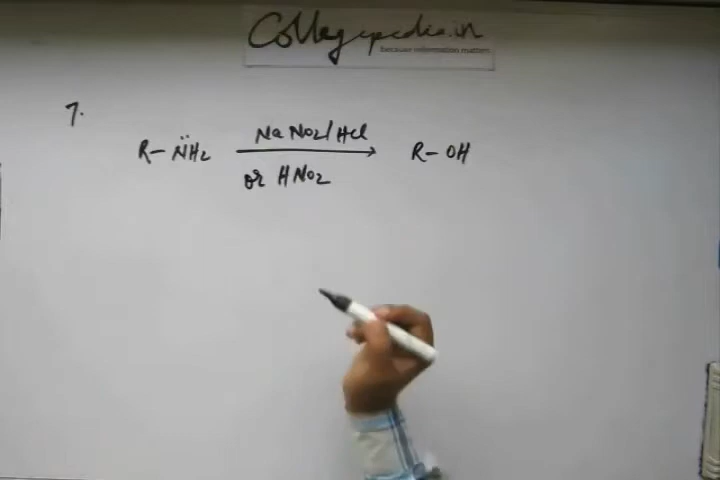 Collegepedia.in
because information matters
7.
R- N̈H2 NaNO2/HCl R- OH
or HNO2